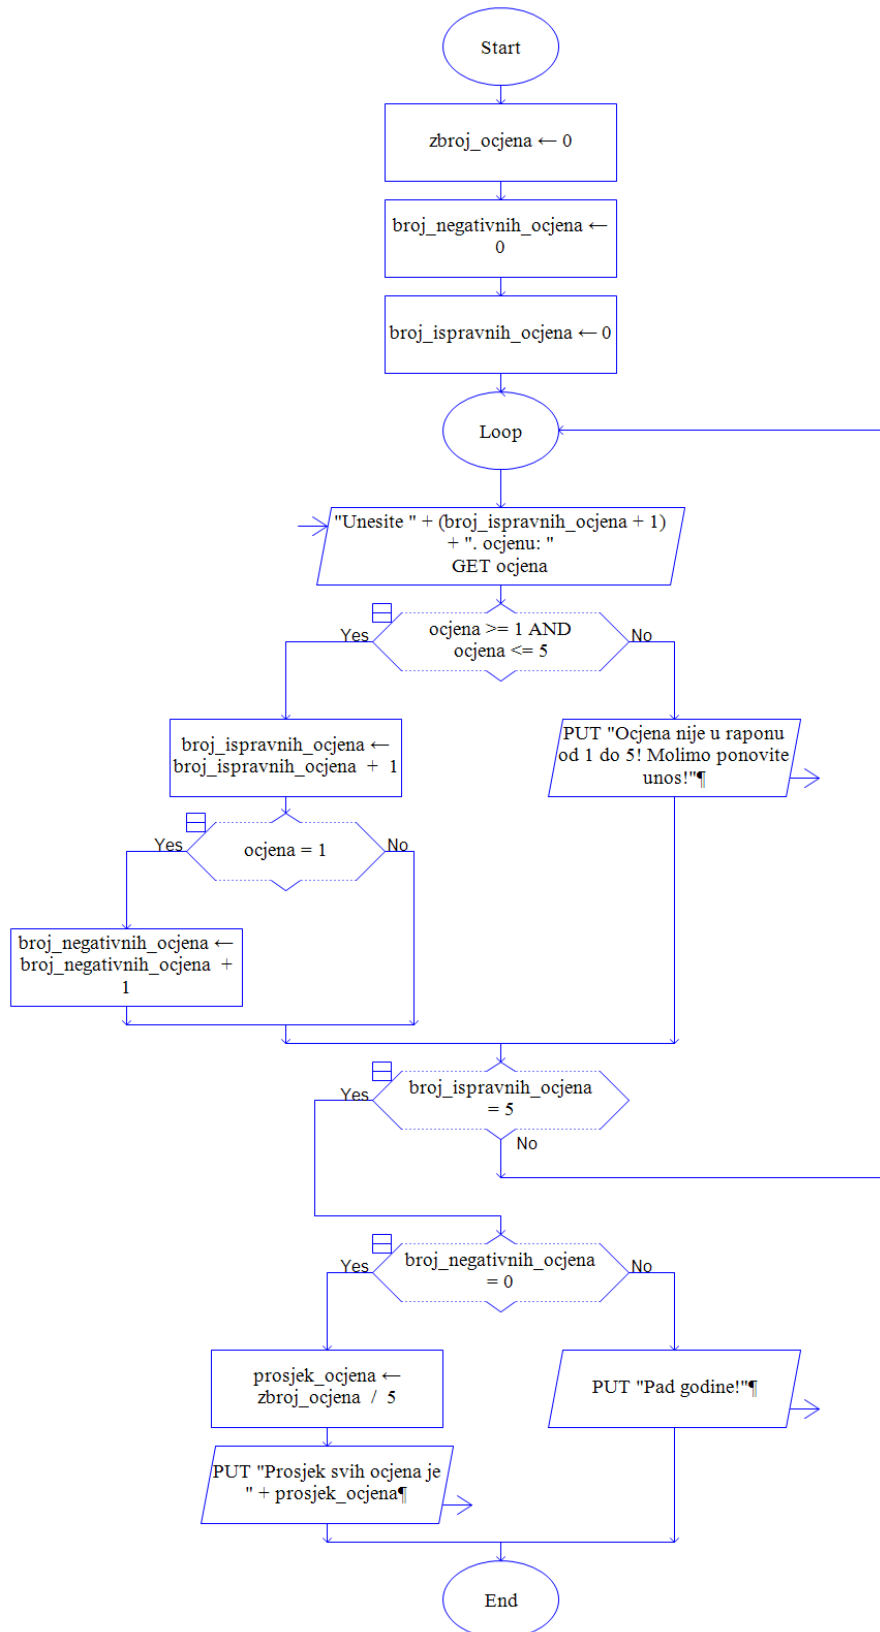 Start
zbroj_ocjena ← 0
broj_negativnih_ocjena ←
0
broj_ispravnih_ocjena ← 0
Loop
"Unesite " + (broj_ispravnih_ocjena + 1)
+ ". ocjenu: "
GET ocjena
Yes
ocjena >= 1 AND
ocjena <= 5
No
broj_ispravnih_ocjena ←
broj_ispravnih_ocjena + 1
PUT "Ocjena nije u raponu
od 1 do 5! Molimo ponovite
unos!"¶
Yes
ocjena = 1
No
broj_negativnih_ocjena ←
broj_negativnih_ocjena +
1
Yes
broj_ispravnih_ocjena
= 5
No
Yes
broj_negativnih_ocjena
= 0
No
prosjek_ocjena ←
zbroj_ocjena / 5
PUT "Pad godine!"¶
PUT "Prosjek svih ocjena je
" + prosjek_ocjena¶
End